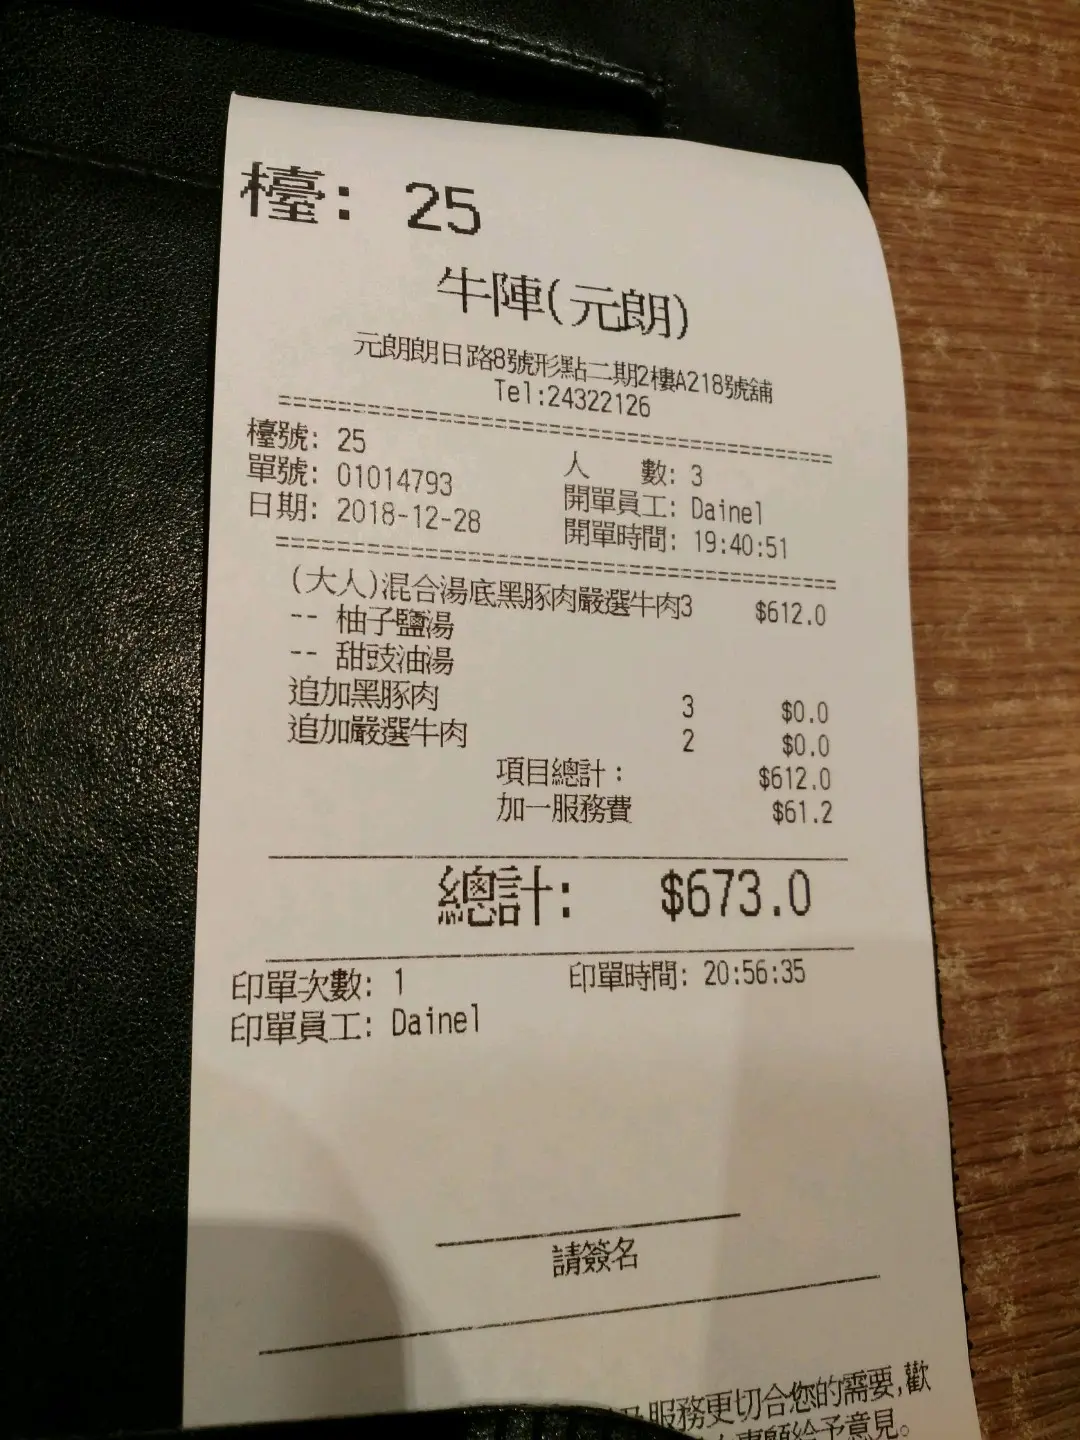 檯: 25
牛陣(元朗)
元朗朗日路8號形點二期2樓A218號舖
Tel:24322126
檯號: 25
人 數: 3
單號: 01014793
開單員工: Dainel
日期: 2018-12-28
開單時間: 19:40:51
(大人)混合湯底黑豚肉嚴選牛肉3 $612.0
-- 柚子鹽湯
-- 甜豉油湯
追加黑豚肉 3 $0.0
追加嚴選牛肉 2 $0.0
項目總計: $612.0
加一服務費 $61.2
總計: $673.0
印單次數: 1 印單時間: 20:56:35
印單員工: Dainel
請簽名
服務更切合您的需要,歡
給予意見。